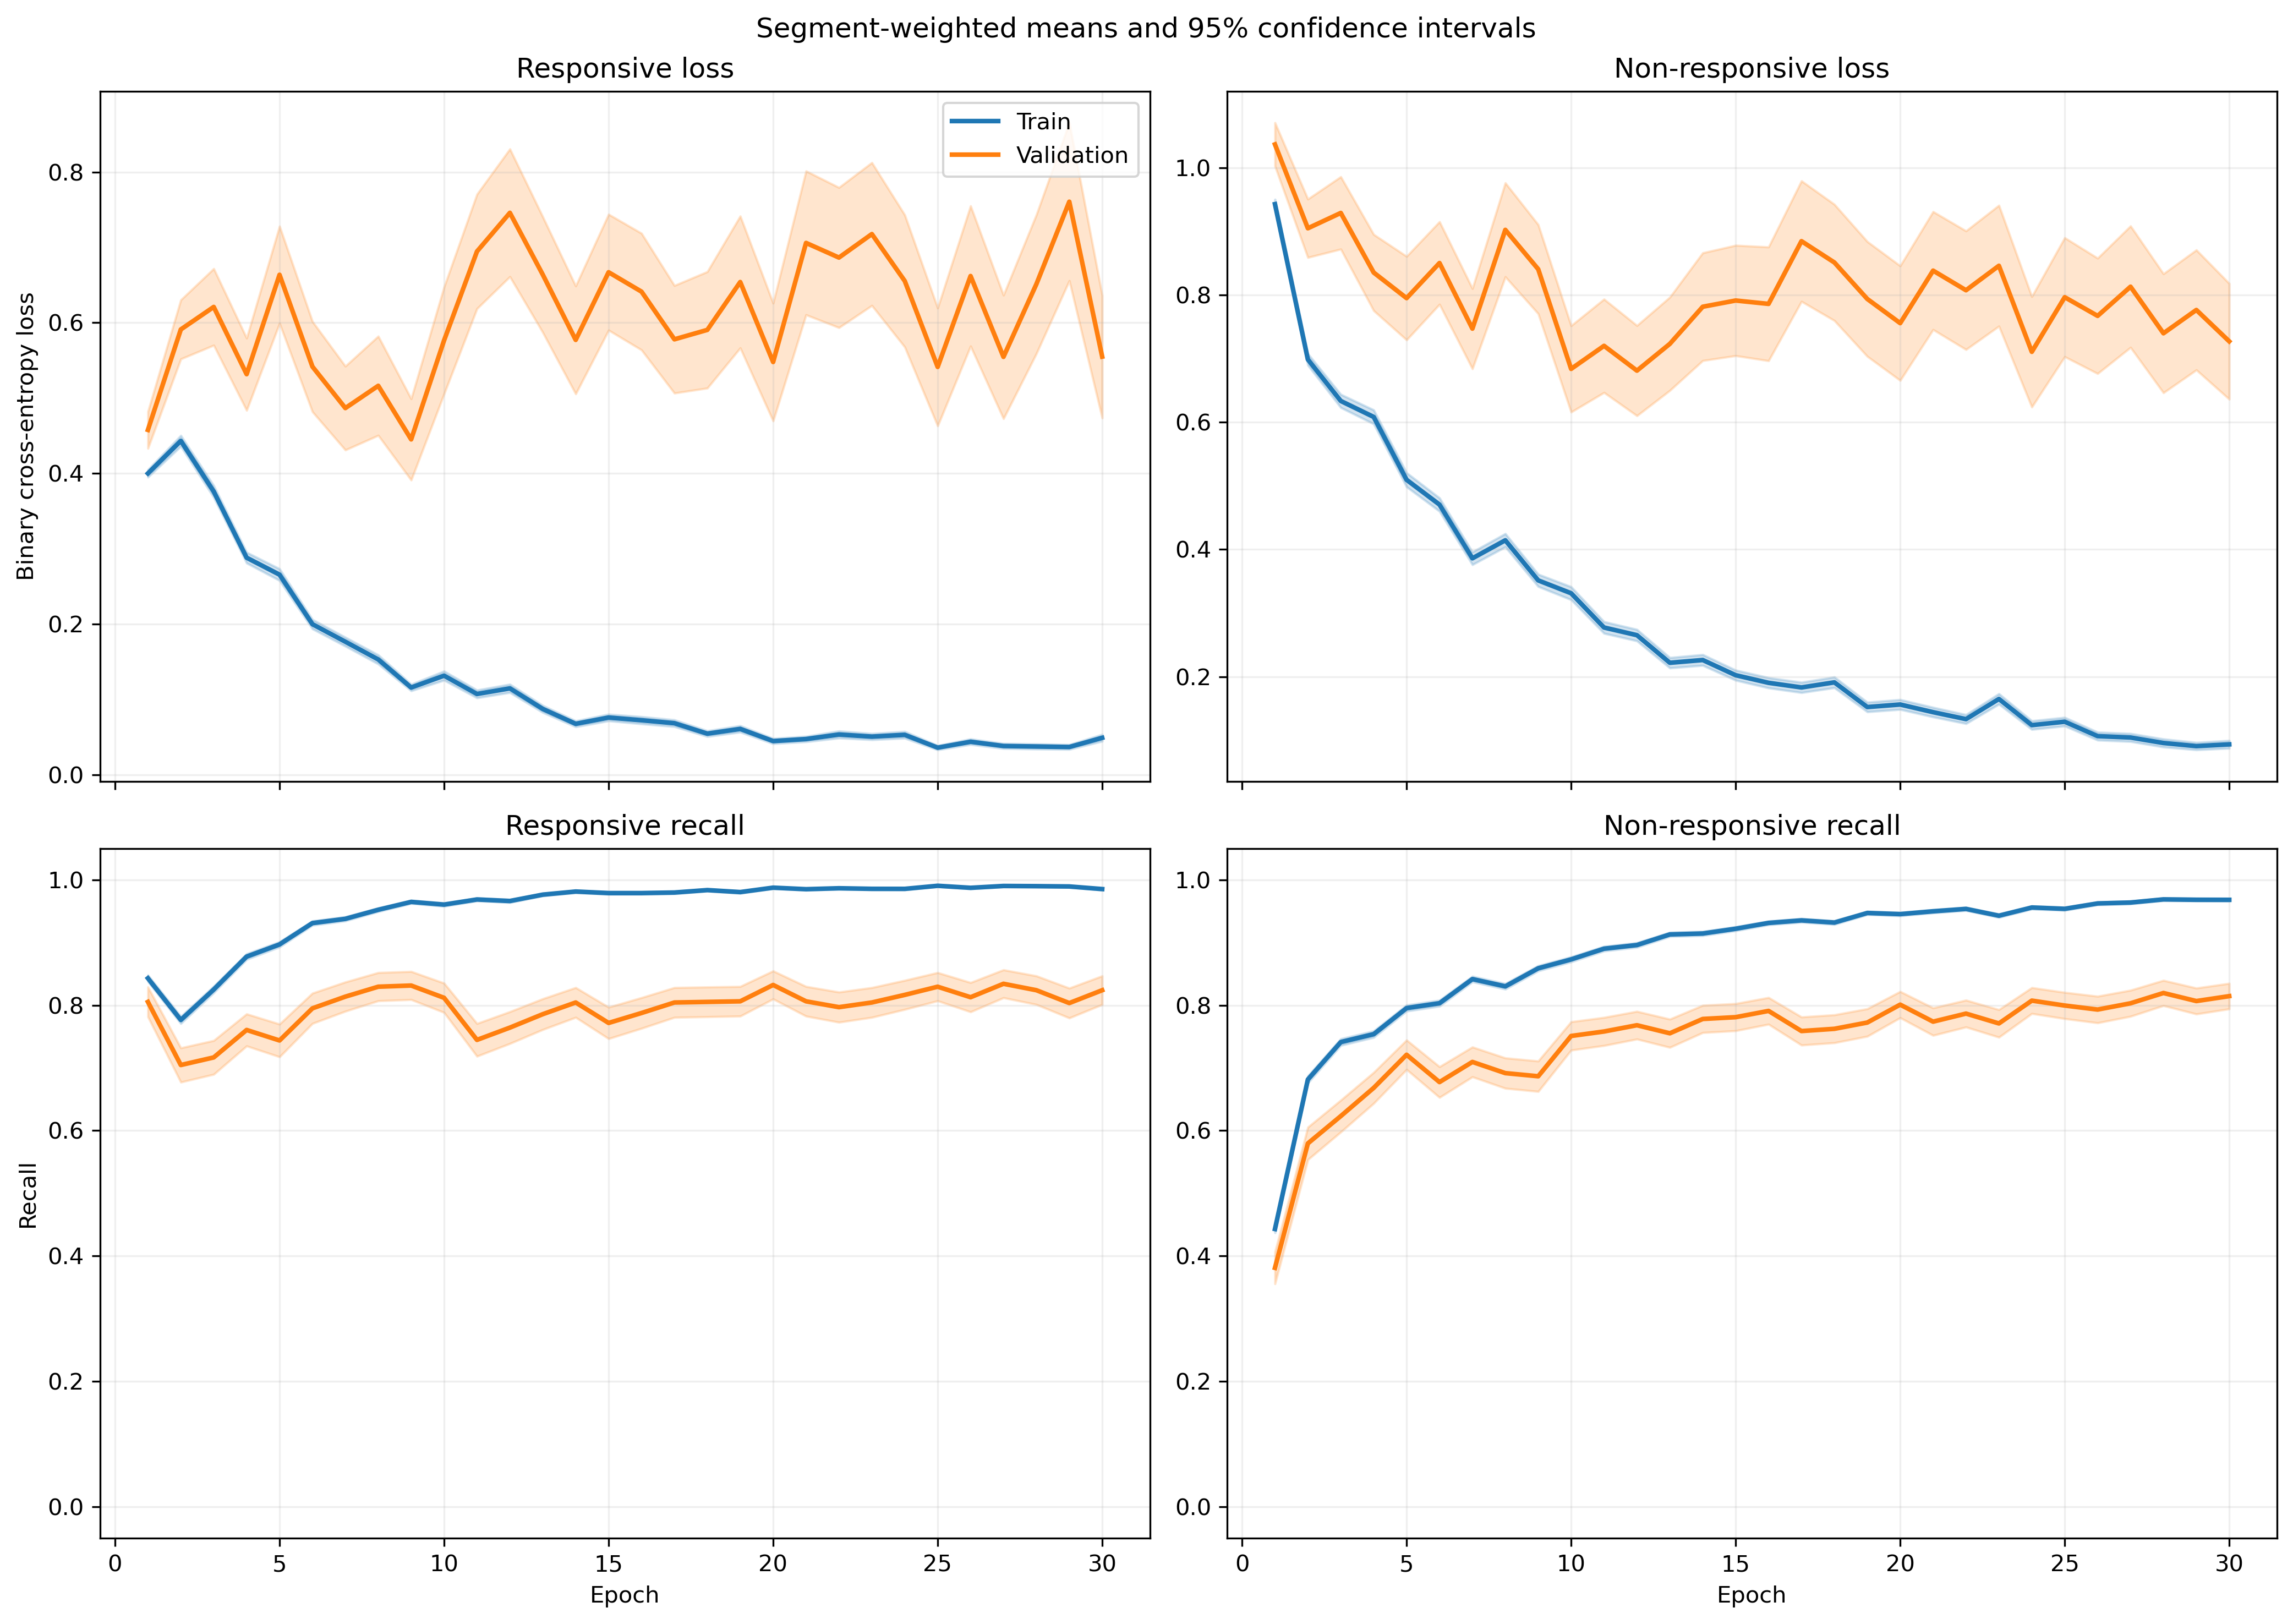 Segment-weighted means and 95% confidence intervals
Responsive loss
Non-responsive loss
Train
Validation
Binary cross-entropy loss
0.8
0.6
0.4
0.2
0.0
1.0
0.8
0.6
0.4
0.2
Responsive recall
Non-responsive recall
Recall
1.0
0.8
0.6
0.4
0.2
0.0
0 5 10 15 20 25 30
Epoch
1.0
0.8
0.6
0.4
0.2
0.0
0 5 10 15 20 25 30
Epoch